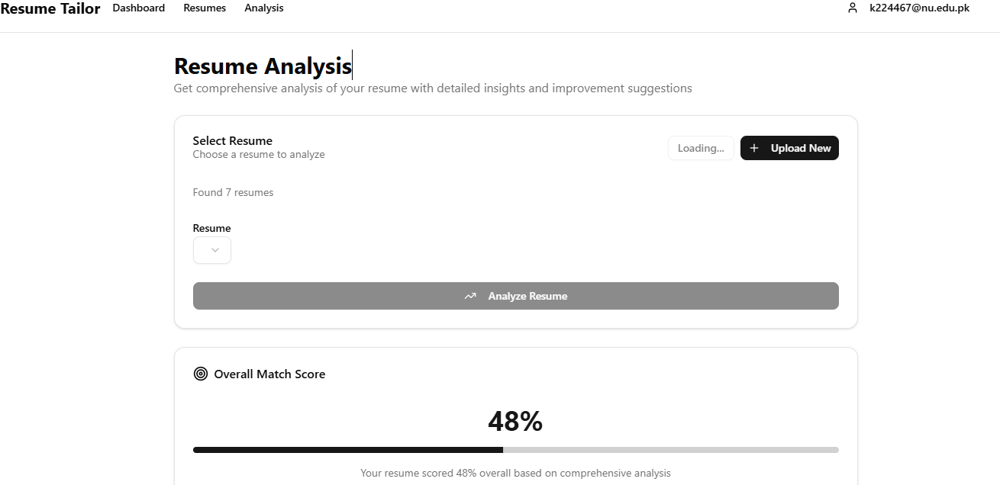 Resume Tailor Dashboard Resumes Analysis k224467@nu.edu.pk
Resume Analysis
Get comprehensive analysis of your resume with detailed insights and improvement suggestions
Select Resume
Choose a resume to analyze
Loading... Upload New
Found 7 resumes
Resume
Analyze Resume
Overall Match Score
48%
Your resume scored 48% overall based on comprehensive analysis